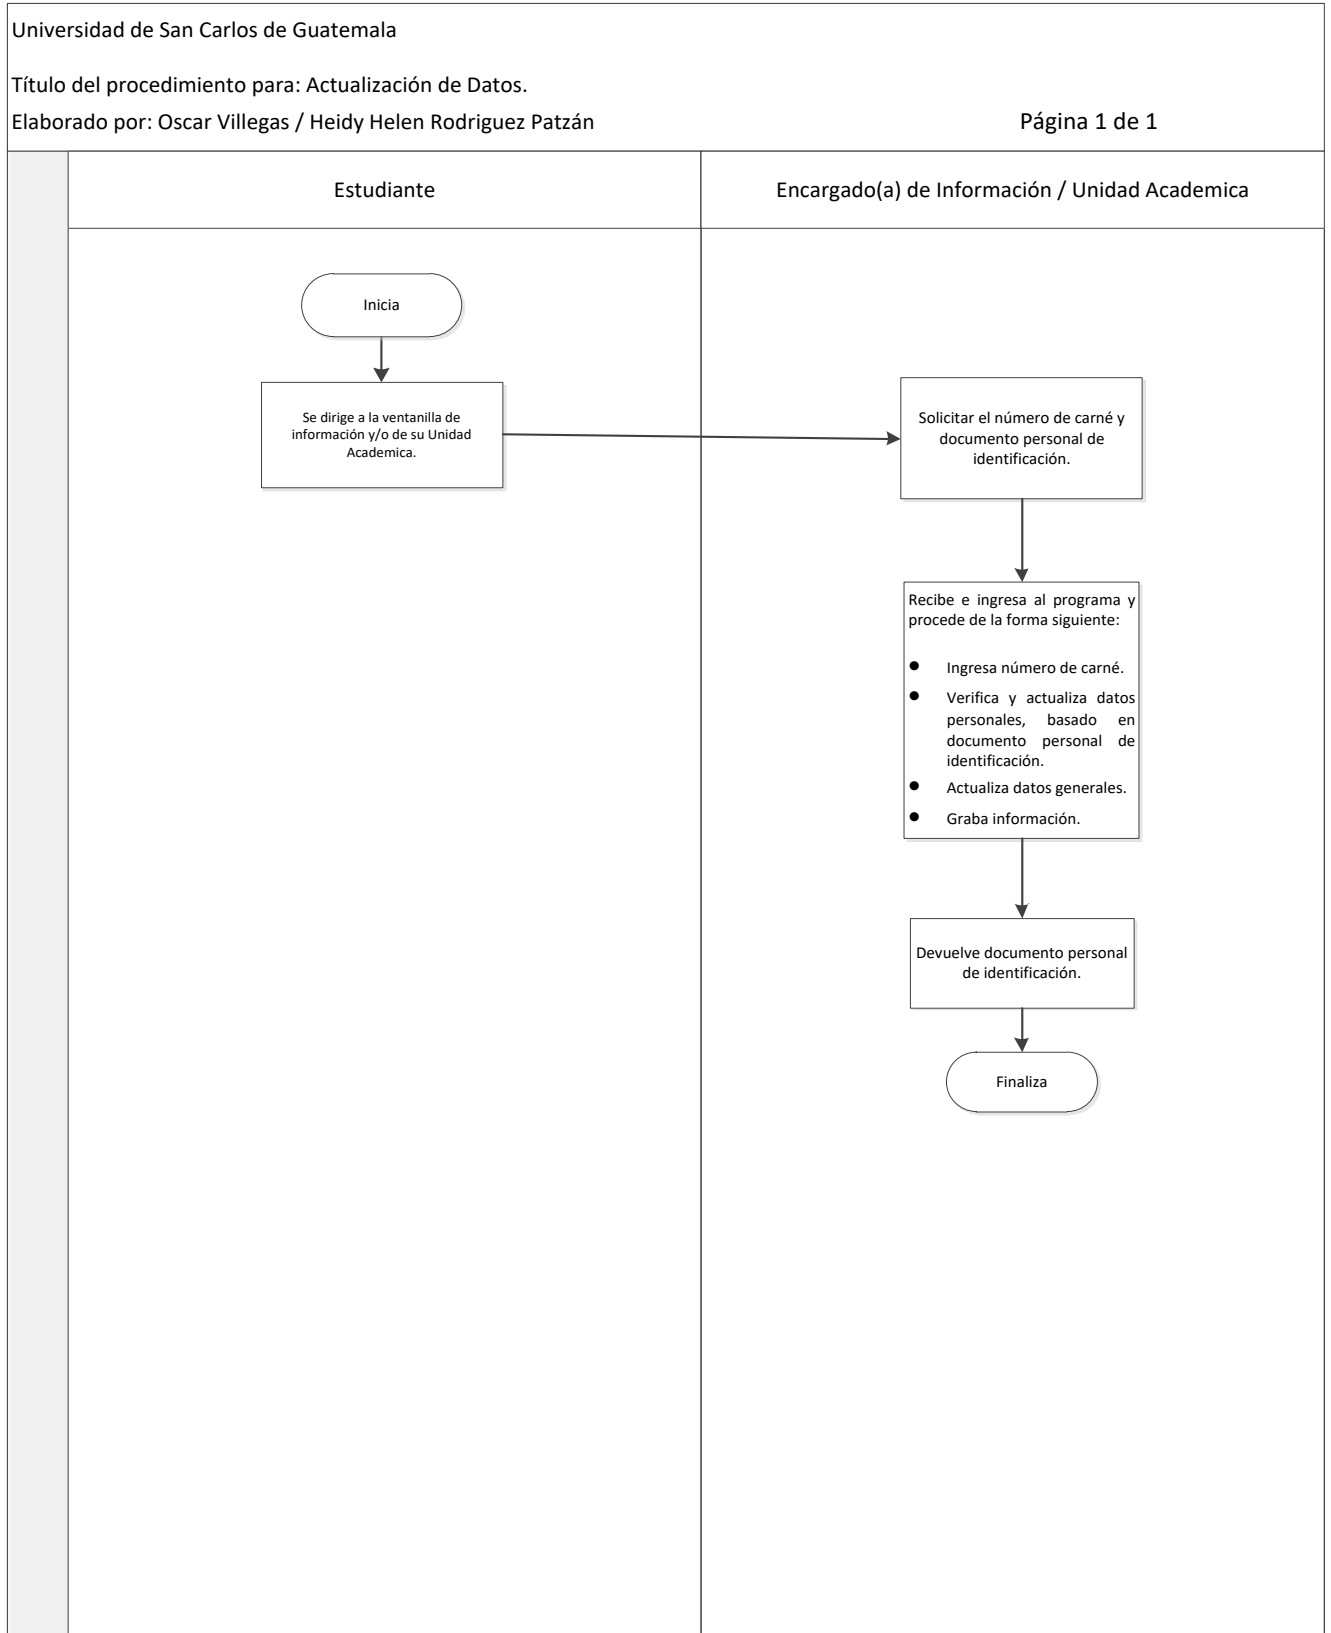 Universidad de San Carlos de Guatemala
Título del procedimiento para: Actualización de Datos.
Elaborado por: Oscar Villegas / Heidy Helen Rodriguez Patzán
Página 1 de 1
Estudiante
Encargado(a) de Información / Unidad Academica
Inicia
Se dirige a la ventanilla de
información y/o de su Unidad
Academica.
Solicitar el número de carné y
documento personal de
identificación.
Recibe e ingresa al programa y
procede de la forma siguiente:
● Ingresa número de carné.
● Verifica y actualiza datos
personales, basado en
documento personal de
identificación.
● Actualiza datos generales.
● Graba información.
Devuelve documento personal
de identificación.
Finaliza